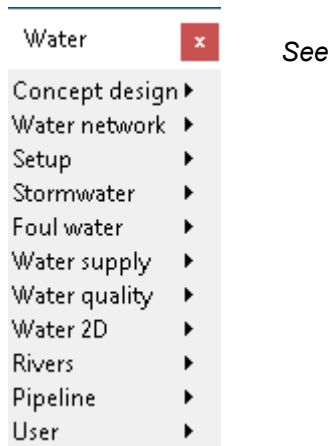 Water x
See
Concept design
Water network
Setup
Stormwater
Foul water
Water supply
Water quality
Water 2D
Rivers
Pipeline
User